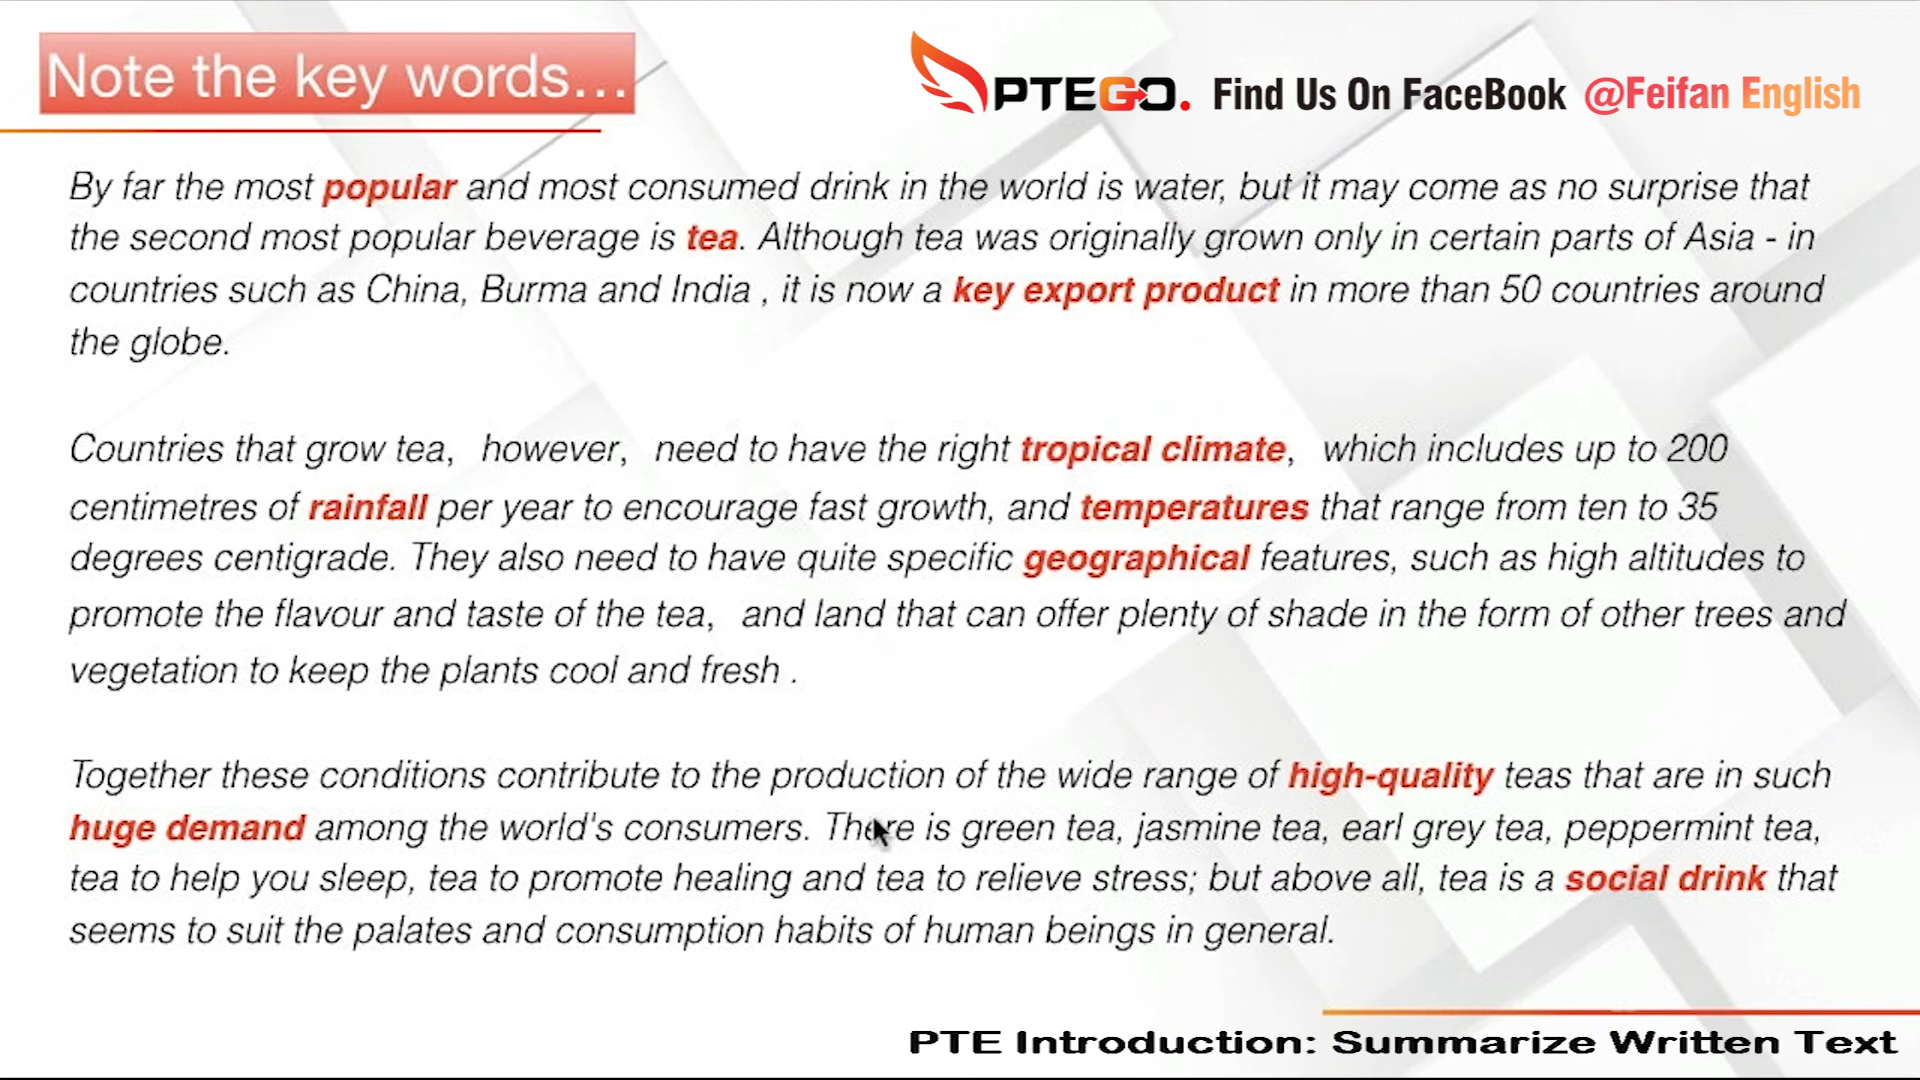 Note the key words...
PTEGO. Find Us On FaceBook @Feifan English
By far the most popular and most consumed drink in the world is water, but it may come as no surprise that
the second most popular beverage is tea. Although tea was originally grown only in certain parts of Asia - in
countries such as China, Burma and India , it is now a key export product in more than 50 countries around
the globe.
Countries that grow tea, however, need to have the right tropical climate, which includes up to 200
centimetres of rainfall per year to encourage fast growth, and temperatures that range from ten to 35
degrees centigrade. They also need to have quite specific geographical features, such as high altitudes to
promote the flavour and taste of the tea, and land that can offer plenty of shade in the form of other trees and
vegetation to keep the plants cool and fresh .
Together these conditions contribute to the production of the wide range of high-quality teas that are in such
huge demand among the world's consumers. There is green tea, jasmine tea, earl grey tea, peppermint tea,
tea to help you sleep, tea to promote healing and tea to relieve stress; but above all, tea is a social drink that
seems to suit the palates and consumption habits of human beings in general.
PTE Introduction: Summarize Written Text